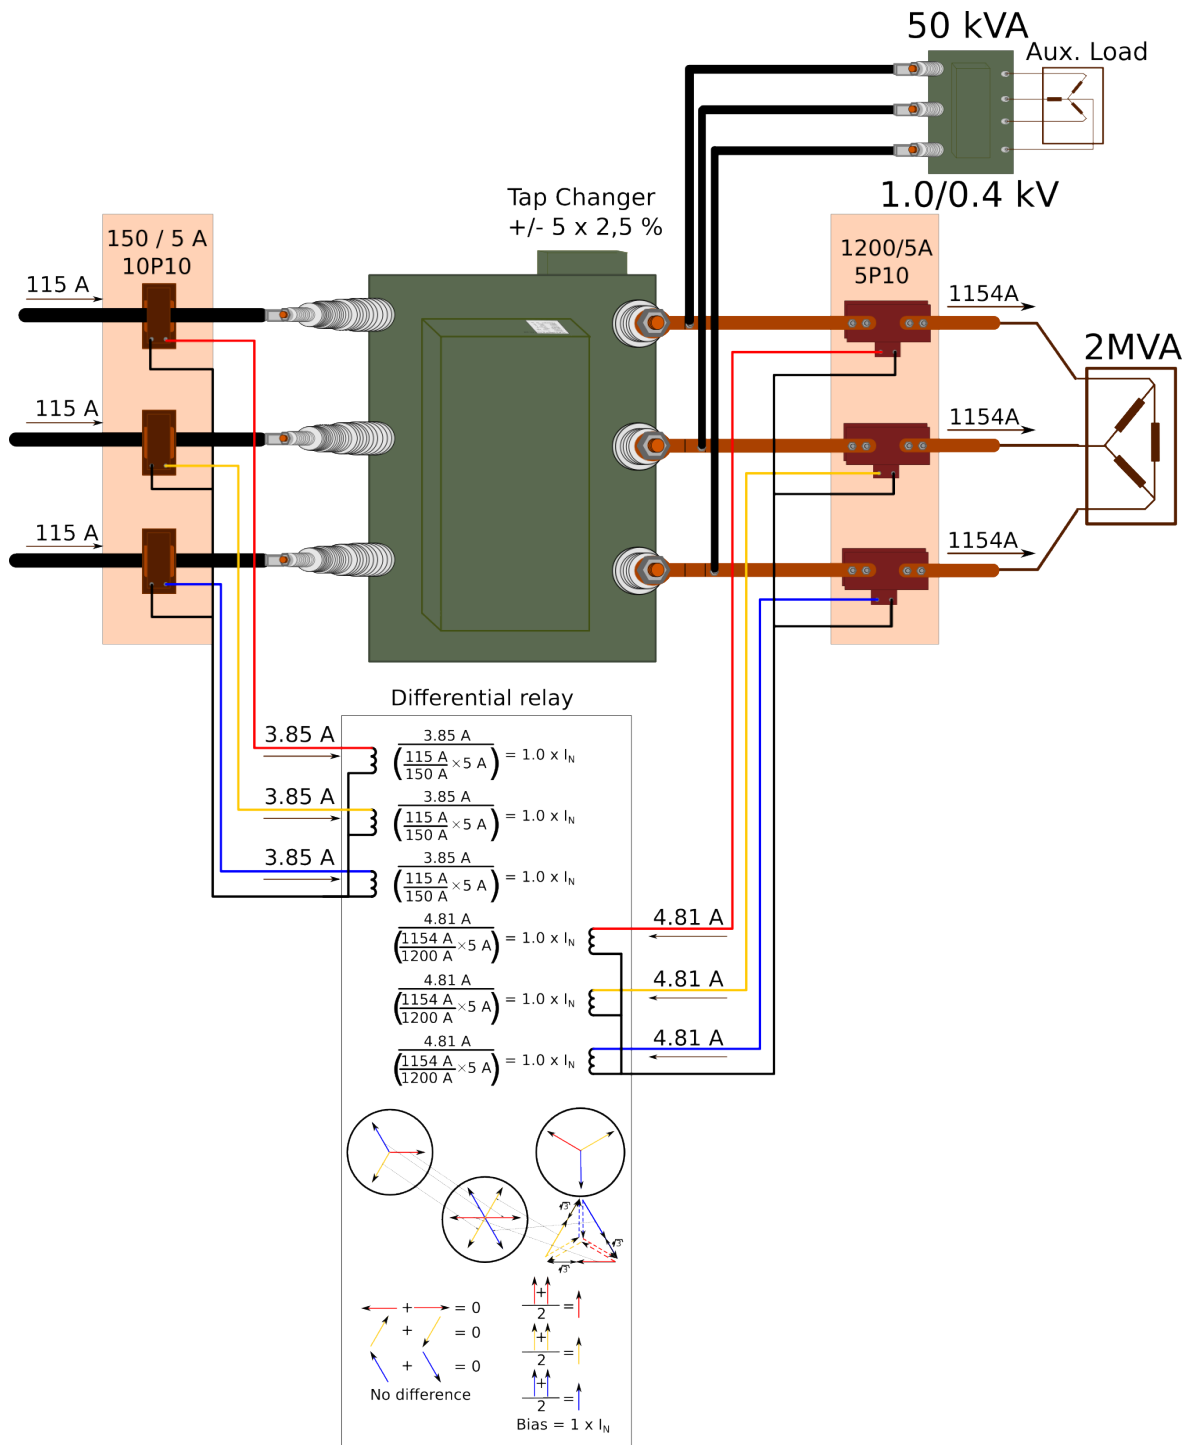 50 kVA
Aux. Load
1.0/0.4 kV
Tap Changer
+/- 5 x 2,5 %
150 / 5 A
10P10
1200/5A
5P10
115 A
1154A
2MVA
115 A
1154A
115 A
1154A
Differential relay
3.85 A
3.85 A
(115 A
150 A ×5 A) = 1.0 x IN
3.85 A
3.85 A
(115 A
150 A ×5 A) = 1.0 x IN
3.85 A
3.85 A
(115 A
150 A ×5 A) = 1.0 x IN
4.81 A
4.81 A
(1154 A
1200 A ×5 A) = 1.0 x IN
4.81 A
4.81 A
(1154 A
1200 A ×5 A) = 1.0 x IN
4.81 A
4.81 A
(1154 A
1200 A ×5 A) = 1.0 x IN
√3
√3
√3
+ = 0
+ = 0
+ = 0
No difference
+
2 =
+
2 =
+
2 =
Bias = 1 x IN